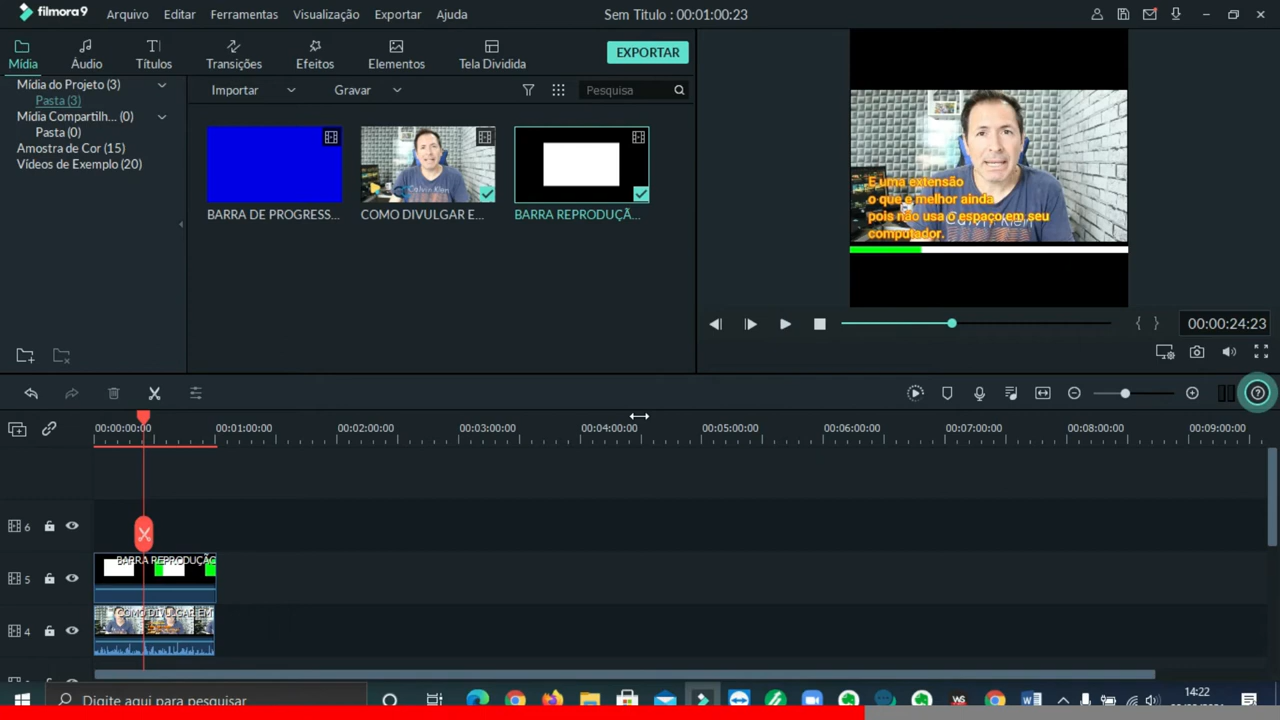 filmora9
Arquivo Editar Ferramentas Visualização Exportar Ajuda
Sem Titulo : 00:01:00:23
Mídia Áudio Títulos Transições Efeitos Elementos Tela Dividida
EXPORTAR
Mídia do Projeto (3)
Pasta (3)
Mídia Compartilh... (0)
Pasta (0)
Amostra de Cor (15)
Vídeos de Exemplo (20)
Importar Gravar Pesquisa
Calvin Klein
BARRA DE PROGRESS... COMO DIVULGAR E... BARRA REPRODUÇÃ...
E uma extensão
o que é melhor ainda
pois não usa o espaço em seu
computador.
00:00:24:23
00:00:00:00 00:01:00:00 00:02:00:00 00:03:00:00 00:04:00:00 00:05:00:00 00:06:00:00 00:07:00:00 00:08:00:00 00:09:00:00
6
5
BARRA REPRODUÇÃO
4
COMO DIVULGAR EM
Digite aqui para pesquisar
14:22